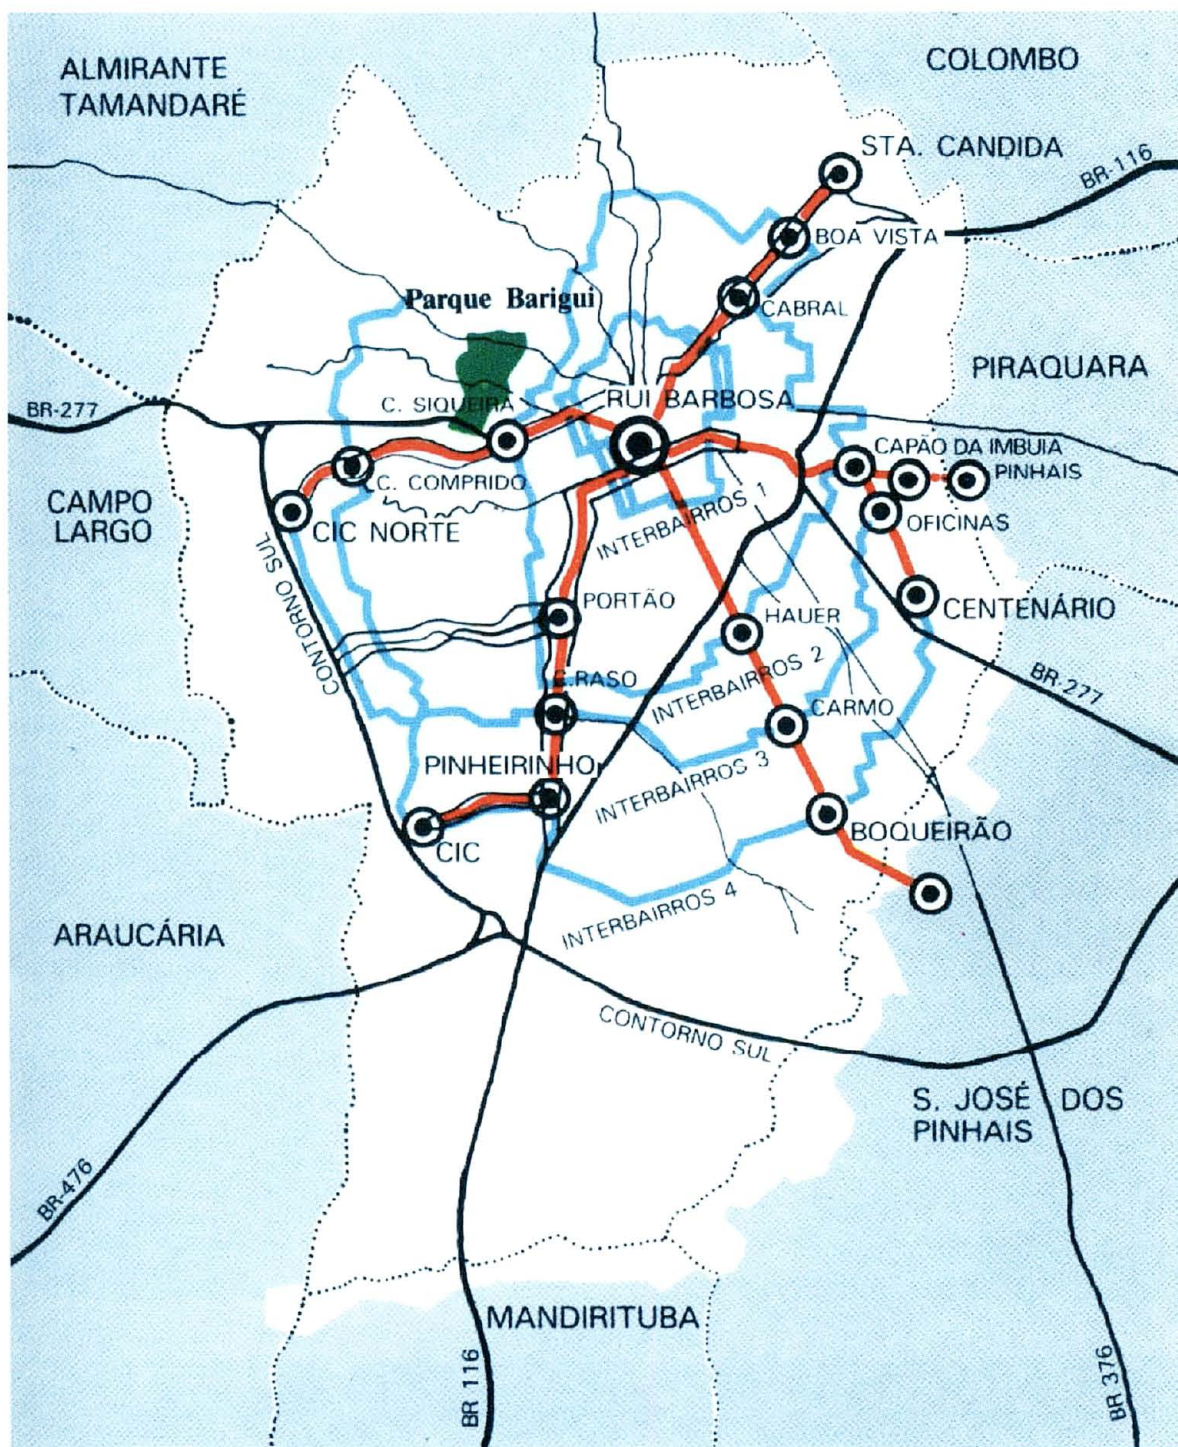 ALMIRANTE
TAMANDARÉ
COLOMBO
STA. CANDIDA
BR-116
BOA VISTA
Parque Barigui
CABRAL
PIRAQUARA
BR-277
C. SIQUEIRA
RUI BARBOSA
CAPÃO DA IMBUIA
PINHAIS
C. COMPRIDO
CAMPO
LARGO
CIC NORTE
OFICINAS
INTERBAIRROS 1
CONTORNO SUL
PORTÃO
HAUER
CENTENÁRIO
C.RASO
INTERBAIRROS 2
BR-277
CARMO
PINHEIRINHO
INTERBAIRROS 3
CIC
BOQUEIRÃO
INTERBAIRROS 4
ARAUCÁRIA
CONTORNO SUL
S. JOSÉ DOS
PINHAIS
BR-476
MANDIRITUBA
BR 116
BR 376